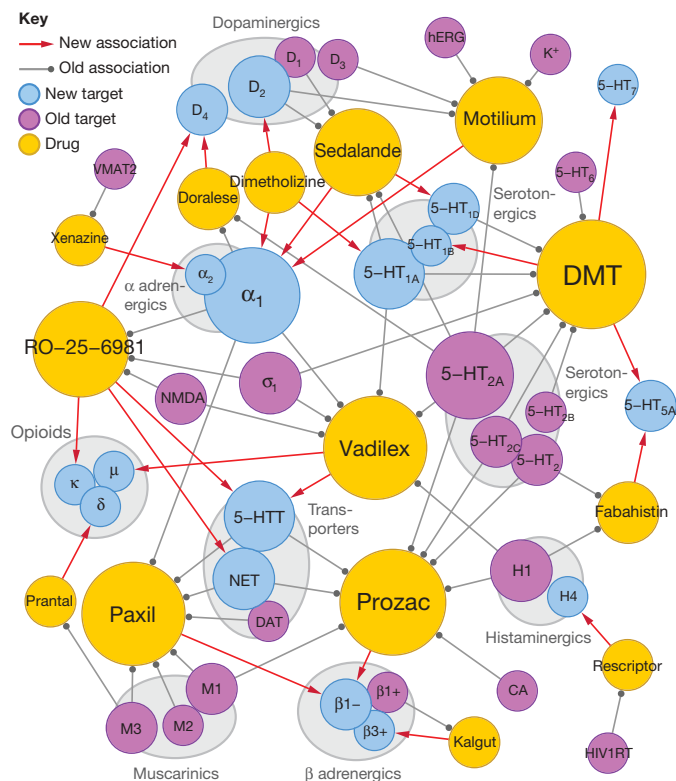 Key
New association
Old association
New target
Old target
Drug
Dopaminergics
D1
D3
D2
D4
hERG
K+
Motilium
5-HT7
Sedalande
VMAT2
Doralese
Dimetholizine
Seroton-
ergics
5-HT6
Xenazine
5-HT1D
5-HT1B
5-HT1A
DMT
α2
α1
α adren-
ergics
RO-25-6981
NMDA
σ1
5-HT2A
Seroton-
ergics
5-HT2B
5-HT2C
5-HT2
5-HT5A
Opioids
κ
μ
δ
Vadilex
Fabahistin
5-HTT
Trans-
porters
NET
DAT
H1
H4
Histaminergics
Prantal
Paxil
Prozac
Rescriptor
M1
M2
M3
Muscarinics
β1-
β1+
β3+
β adrenergics
CA
Kalgut
HIV1RT